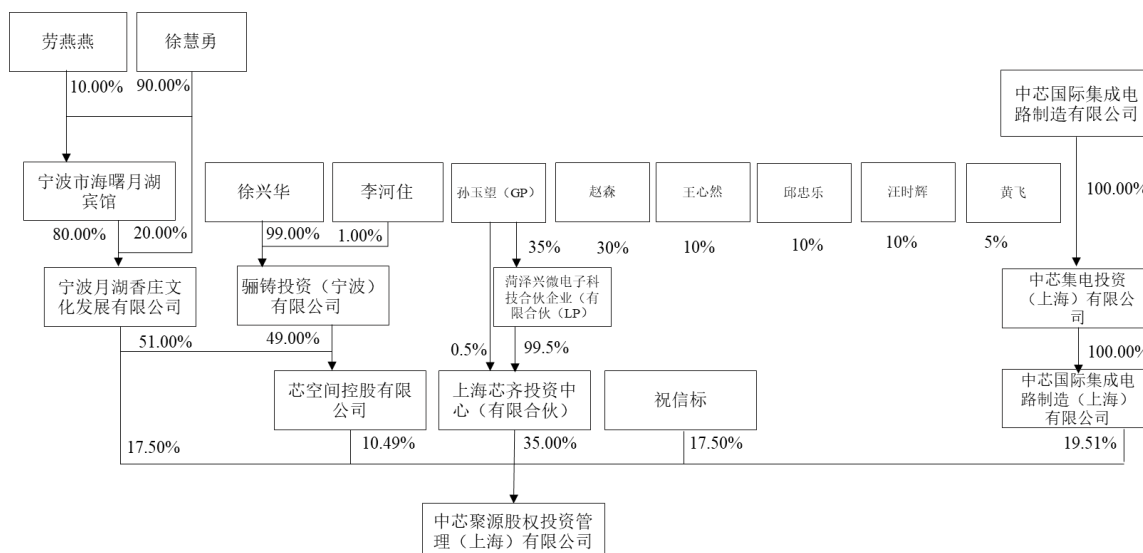 劳燕燕
徐慧勇
10.00%
90.00%
中芯国际集成电
路制造有限公司
宁波市海曙月湖
宾馆
徐兴华
李河住
孙玉望（GP）
赵森
王心然
邱忠乐
汪时辉
黄飞
100.00%
80.00%
20.00%
99.00%
1.00%
35%
30%
10%
10%
10%
5%
宁波月湖香庄文
化发展有限公司
骊铸投资（宁波）
有限公司
菏泽兴微电子科
技合伙企业（有
限合伙（LP）
中芯集电投资
（上海）有限公
司
51.00%
49.00%
0.5%
99.5%
100.00%
芯空间控股有限
公司
上海芯齐投资中
心（有限合伙）
祝信标
中芯国际集成电
路制造（上海）
有限公司
17.50%
10.49%
35.00%
17.50%
19.51%
中芯聚源股权投资管
理（上海）有限公司